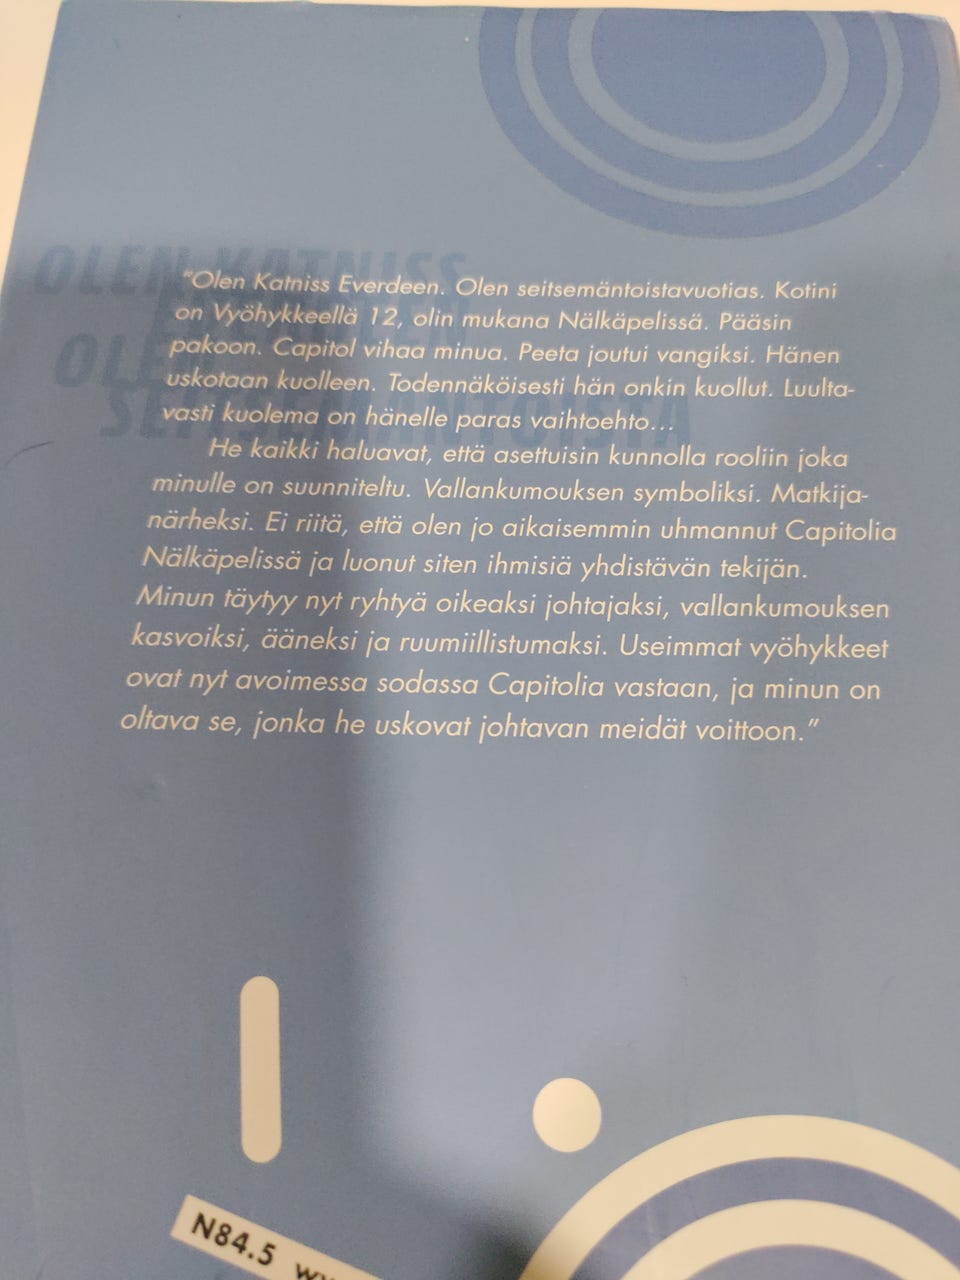 OLEN KATNISS
EVERDEEN
OLEN
SEITSEMÄNTOISTA
"Olen Katniss Everdeen. Olen seitsemäntoistavuotias. Kotini
on Vyöhykkeellä 12, olin mukana Nälkäpelissä. Pääsin
pakoon. Capitol vihaa minua. Peeta joutui vangiksi. Hänen
uskotaan kuolleen. Todennäköisesti hän onkin kuollut. Luulta-
vasti kuolema on hänelle paras vaihtoehto...
He kaikki haluavat, että asettuisin kunnolla rooliin joka
minulle on suunniteltu. Vallankumouksen symboliksi. Matkija-
närheksi. Ei riitä, että olen jo aikaisemmin uhmannut Capitolia
Nälkäpelissä ja luonut siten ihmisiä yhdistävän tekijän.
Minun täytyy nyt ryhtyä oikeaksi johtajaksi, vallankumouksen
kasvoiksi, ääneksi ja ruumiillistumaksi. Useimmat vyöhykkeet
ovat nyt avoimessa sodassa Capitolia vastaan, ja minun on
oltava se, jonka he uskovat johtavan meidät voittoon."
N84.5